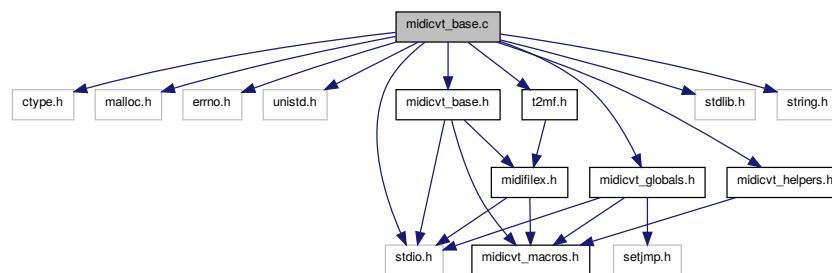 midicvt_base.c
ctype.h
malloc.h
errno.h
unistd.h
midicvt_base.h
t2mf.h
stdlib.h
string.h
midifilex.h
midicvt_globals.h
midicvt_helpers.h
stdio.h
midicvt_macros.h
setjmp.h